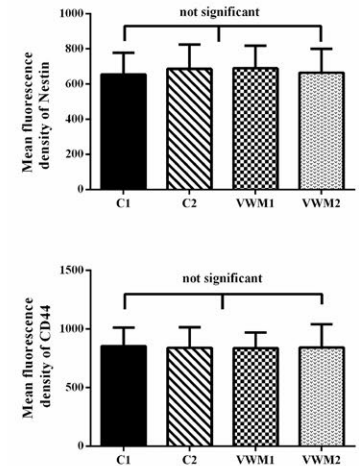 not significant
Mean fluorescence
density of Nestin
1000
800
600
400
200
0
C1 C2 VWM1 VWM2
not significant
Mean fluorescence
density of CD44
1500
1000
500
0
C1 C2 VWM1 VWM2